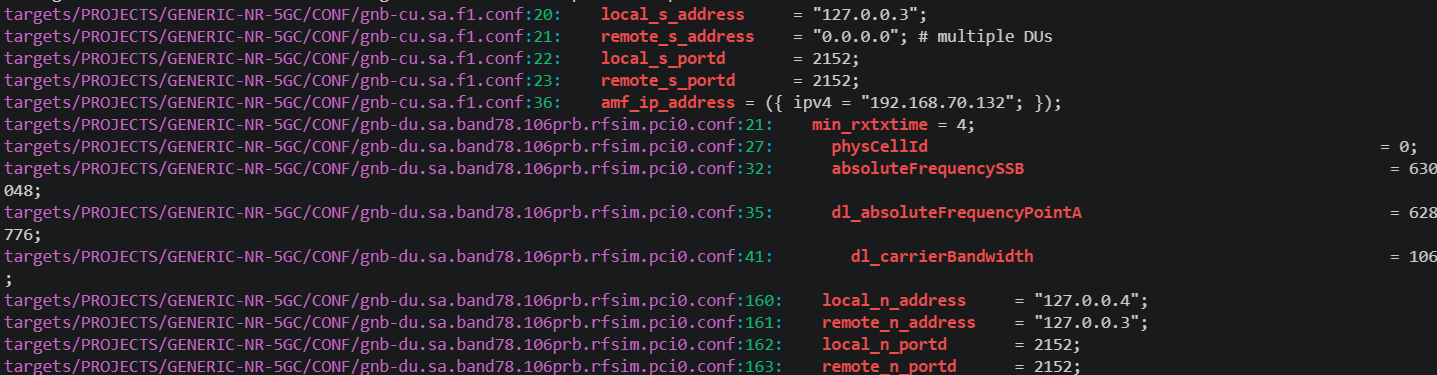 targets/PROJECTS/GENERIC-NR-5GC/CONF/gnb-cu.sa.f1.conf:20:    local_s_address     = "127.0.0.3";
targets/PROJECTS/GENERIC-NR-5GC/CONF/gnb-cu.sa.f1.conf:21:    remote_s_address    = "0.0.0.0"; # multiple DUs
targets/PROJECTS/GENERIC-NR-5GC/CONF/gnb-cu.sa.f1.conf:22:    local_s_portd       = 2152;
targets/PROJECTS/GENERIC-NR-5GC/CONF/gnb-cu.sa.f1.conf:23:    remote_s_portd      = 2152;
targets/PROJECTS/GENERIC-NR-5GC/CONF/gnb-cu.sa.f1.conf:36:    amf_ip_address = ({ ipv4 = "192.168.70.132"; });
targets/PROJECTS/GENERIC-NR-5GC/CONF/gnb-du.sa.band78.106prb.rfsim.pci0.conf:21:    min_rxtxtime = 4;
targets/PROJECTS/GENERIC-NR-5GC/CONF/gnb-du.sa.band78.106prb.rfsim.pci0.conf:27:      physCellId                                               = 0;
targets/PROJECTS/GENERIC-NR-5GC/CONF/gnb-du.sa.band78.106prb.rfsim.pci0.conf:32:      absoluteFrequencySSB                                      = 630
048;
targets/PROJECTS/GENERIC-NR-5GC/CONF/gnb-du.sa.band78.106prb.rfsim.pci0.conf:35:      dl_absoluteFrequencyPointA                                = 628
776;
targets/PROJECTS/GENERIC-NR-5GC/CONF/gnb-du.sa.band78.106prb.rfsim.pci0.conf:41:        dl_carrierBandwidth                                     = 106
;
targets/PROJECTS/GENERIC-NR-5GC/CONF/gnb-du.sa.band78.106prb.rfsim.pci0.conf:160:    local_n_address     = "127.0.0.4";
targets/PROJECTS/GENERIC-NR-5GC/CONF/gnb-du.sa.band78.106prb.rfsim.pci0.conf:161:    remote_n_address    = "127.0.0.3";
targets/PROJECTS/GENERIC-NR-5GC/CONF/gnb-du.sa.band78.106prb.rfsim.pci0.conf:162:    local_n_portd       = 2152;
targets/PROJECTS/GENERIC-NR-5GC/CONF/gnb-du.sa.band78.106prb.rfsim.pci0.conf:163:    remote_n_portd      = 2152;